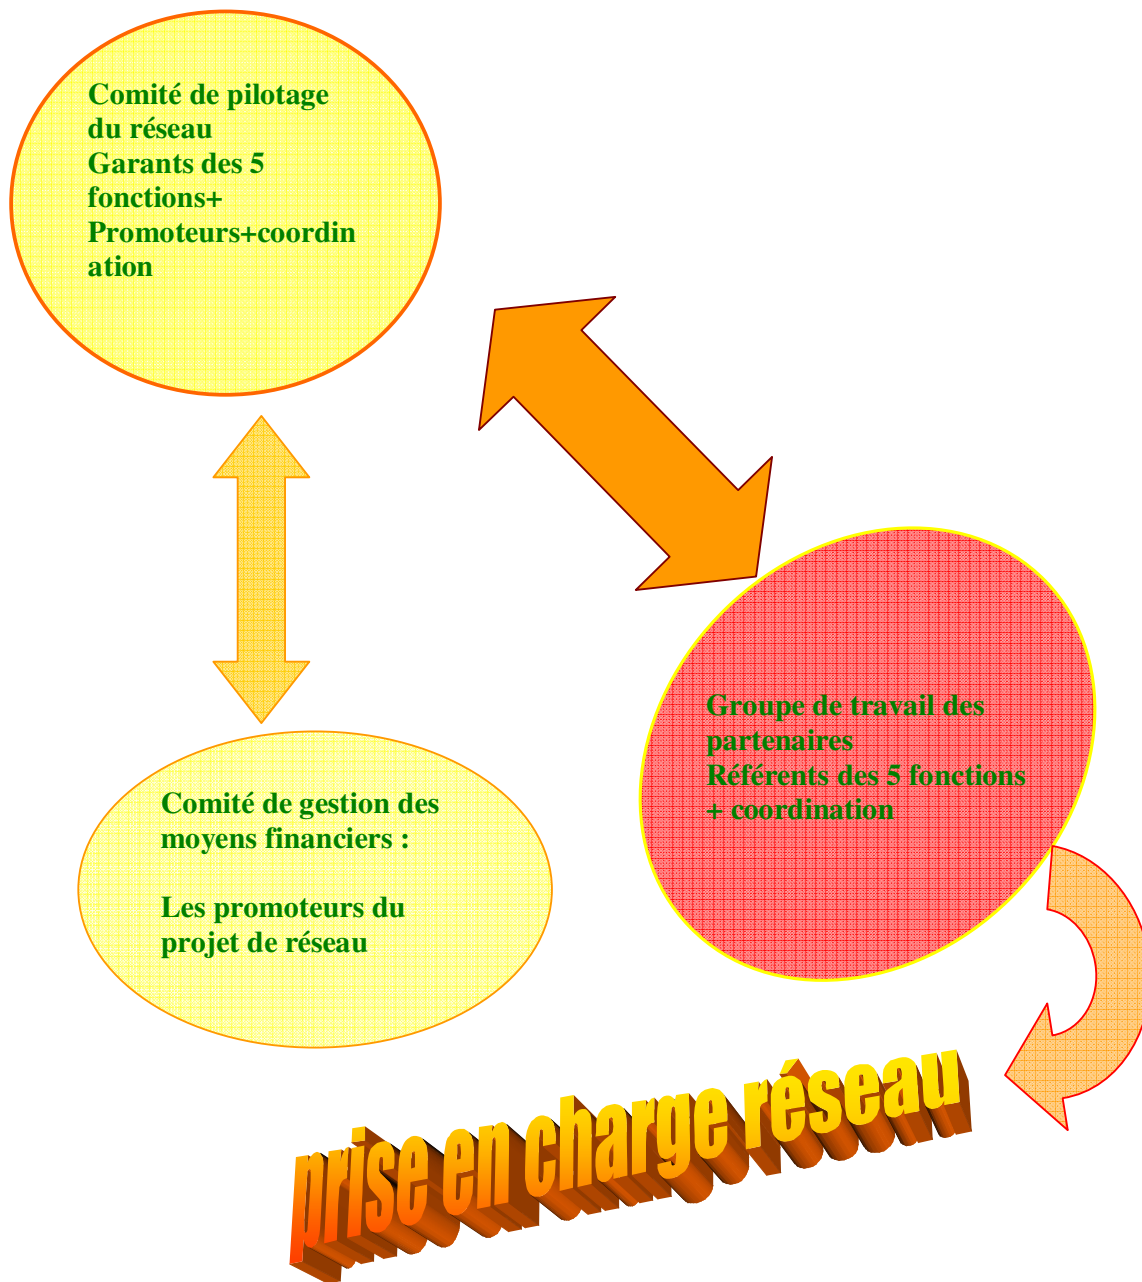 Comité de pilotage
du réseau
Garants des 5
fonctions+
Promoteurs+coordin
ation
Groupe de travail des
partenaires
Référents des 5 fonctions
+ coordination
Comité de gestion des
moyens financiers :
Les promoteurs du
projet de réseau
prise en charge réseau